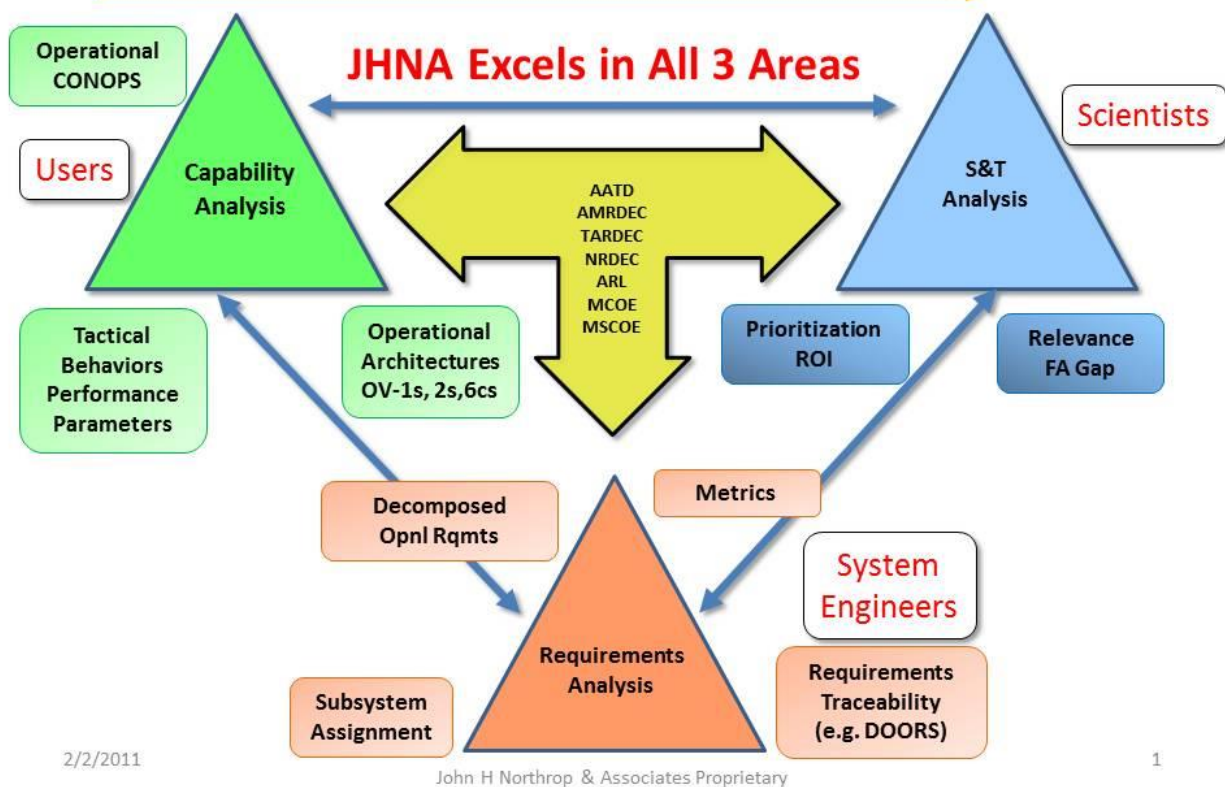 JHNA Excels in All 3 Areas
Operational
CONOPS
Users
Capability
Analysis
Scientists
S&T
Analysis
AATD
AMRDEC
TARDEC
NRDEC
ARL
MCOE
MSCOE
Tactical
Behaviors
Performance
Parameters
Operational
Architectures
OV-1s, 2s,6cs
Prioritization
ROI
Relevance
FA Gap
Decomposed
Opnl Rqmts
Metrics
System
Engineers
Requirements
Analysis
Subsystem
Assignment
Requirements
Traceability
(e.g. DOORS)
2/2/2011
John H Northrop & Associates Proprietary
1